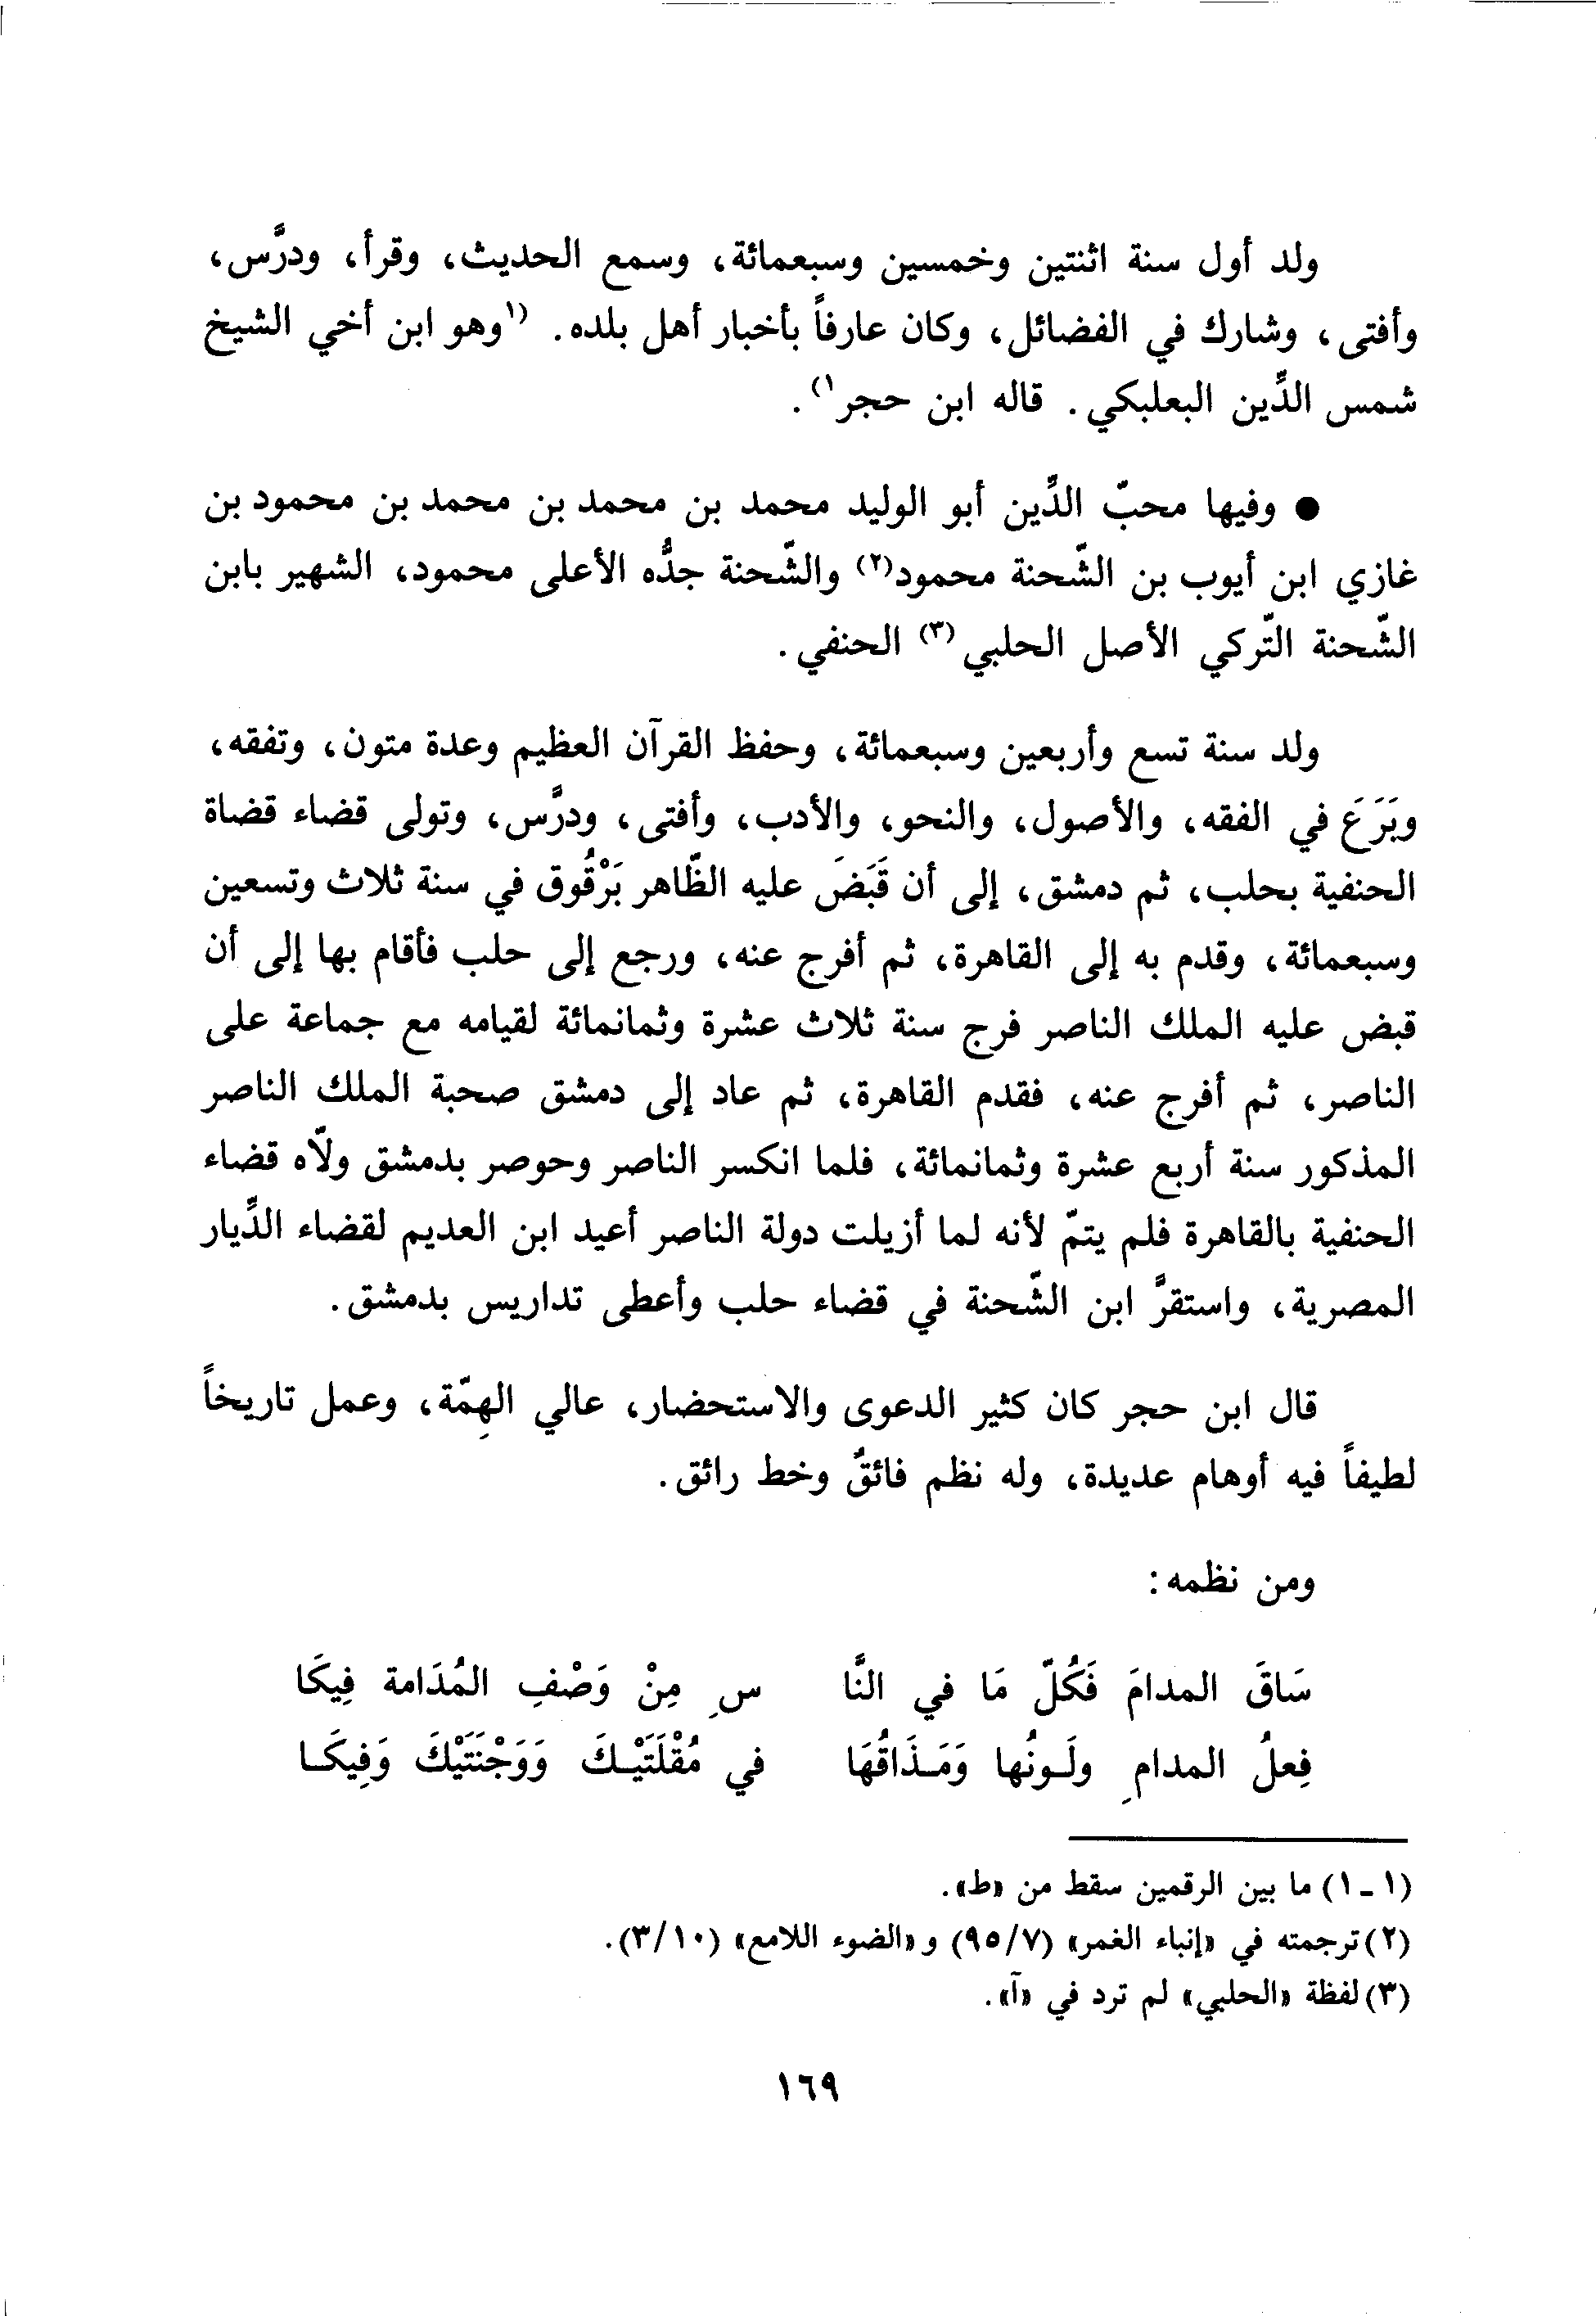 ولد أول سنة اثنتين وخمسين وسبعمائة، وسمع الحديث، وقرأ، ودرَّس،
وأفتى، وشارك في الفضائل، وكان عارفاً بأخبار أهل بلده. (١وهو ابن أخي الشيخ
شمس الدِّين البعلبكي. قاله ابن حجر١).
● وفيها محبّ الدِّين أبو الوليد محمد بن محمد بن محمد بن محمود بن
غازي ابن أيوب بن الشّحنة محمود(٢) والشّحنة جدُّه الأعلى محمود، الشهير بابن
الشّحنة التّركي الأصل الحلبي(٣) الحنفي.
ولد سنة تسع وأربعين وسبعمائة، وحفظ القرآن العظيم وعدة متون، وتفقه،
وبَرَعَ في الفقه، والأصول، والنحو، والأدب، وأفتى، ودرَّس، وتولى قضاء قضاة
الحنفية بحلب، ثم دمشق، إلى أن قَبَضَ عليه الظّاهر بَرْقُوق في سنة ثلاث وتسعين
وسبعمائة، وقدم به إلى القاهرة، ثم أفرج عنه، ورجع إلى حلب فأقام بها إلى أن
قبض عليه الملك الناصر فرج سنة ثلاث عشرة وثمانمائة لقيامه مع جماعة على
الناصر، ثم أفرج عنه، فقدم القاهرة، ثم عاد إلى دمشق صحبة الملك الناصر
المذكور سنة أربع عشرة وثمانمائة، فلما انكسر الناصر وحوصر بدمشق ولاّه قضاء
الحنفية بالقاهرة فلم يتمّ لأنه لما أزيلت دولة الناصر أعيد ابن العديم لقضاء الدِّيار
المصرية، واستقرَّ ابن الشّحنة في قضاء حلب وأعطى تداريس بدمشق.
قال ابن حجر كان كثير الدعوى والاستحضار، عالي الهِمّة، وعمل تاريخاً
لطيفاً فيه أوهام عديدة، وله نظم فائقٌ وخط رائق.
ومن نظمه:
سَاقَ المدامَ فَكُلّ مَا في النَّا سِ مِنْ وَصْفِ المُدَامة فِيكَا
فِعلُ المدامِ ولَـونُها وَمَـذَاقُهَا في مُقْلَتَيْـكَ وَوَجْنَتَيْكَ وَفِيكَـا
(١ - ١) ما بين الرقمين سقط من «ط».
(٢) ترجمته في «إنباء الغمر» (٩٥/٧) و «الضوء اللامع» (٣/١٠).
(٣) لفظة «الحلبي» لم ترد في «آ».
١٦٩